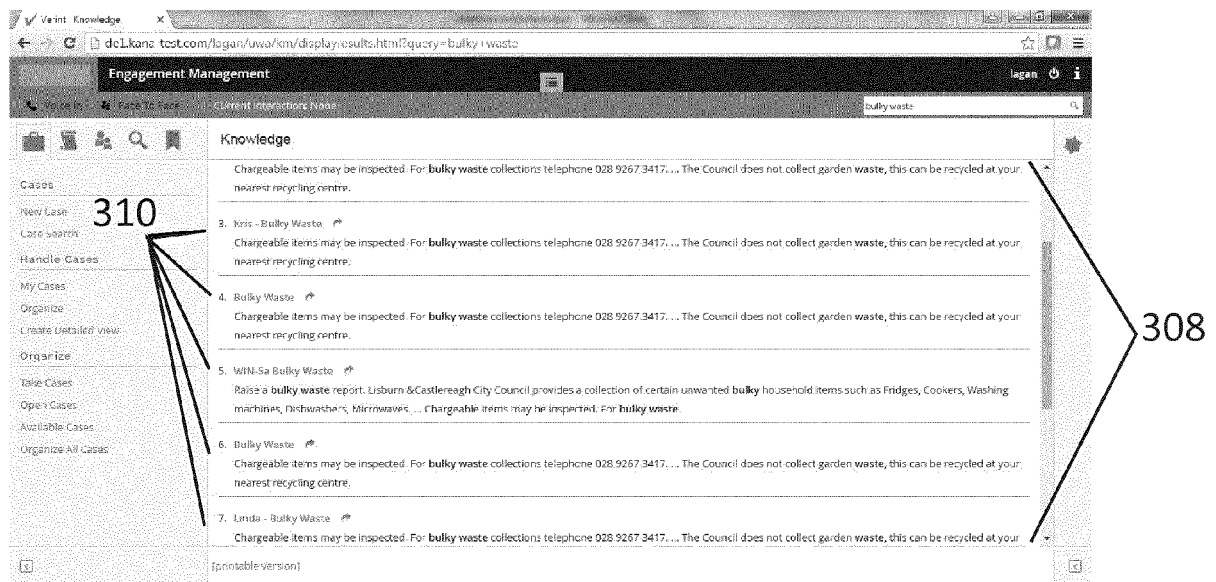 Verint Knowledge
de1.kana-test.com/lagan/uwa/km/displayresults.html?query=bulky+waste
Engagement Management
lagan
Voice In
Face To Face
Current Interaction: None
bulky waste
Knowledge
Cases
New Case
Case Search
Handle Cases
My Cases
Organize
Create Detailed View
Organize
Take Cases
Open Cases
Available Cases
Organize All Cases
310
Chargeable items may be inspected. For bulky waste collections telephone 028 9267 3417. ... The Council does not collect garden waste, this can be recycled at your
nearest recycling centre.
3. Kris - Bulky Waste
Chargeable items may be inspected. For bulky waste collections telephone 028 9267 3417. ... The Council does not collect garden waste, this can be recycled at your
nearest recycling centre.
4. Bulky Waste
Chargeable items may be inspected. For bulky waste collections telephone 028 9267 3417. ... The Council does not collect garden waste, this can be recycled at your
nearest recycling centre.
5. WIN-Sa Bulky Waste
Raise a bulky waste report. Lisburn &Castlereagh City Council provides a collection of certain unwanted bulky household items such as Fridges, Cookers, Washing
machines, Dishwashers, Microwaves, ... Chargeable items may be inspected. For bulky waste.
6. Bulky Waste
Chargeable items may be inspected. For bulky waste collections telephone 028 9267 3417. ... The Council does not collect garden waste, this can be recycled at your
nearest recycling centre.
7. Linda - Bulky Waste
Chargeable items may be inspected. For bulky waste collections telephone 028 9267 3417. ... The Council does not collect garden waste, this can be recycled at your
308
[printable version]